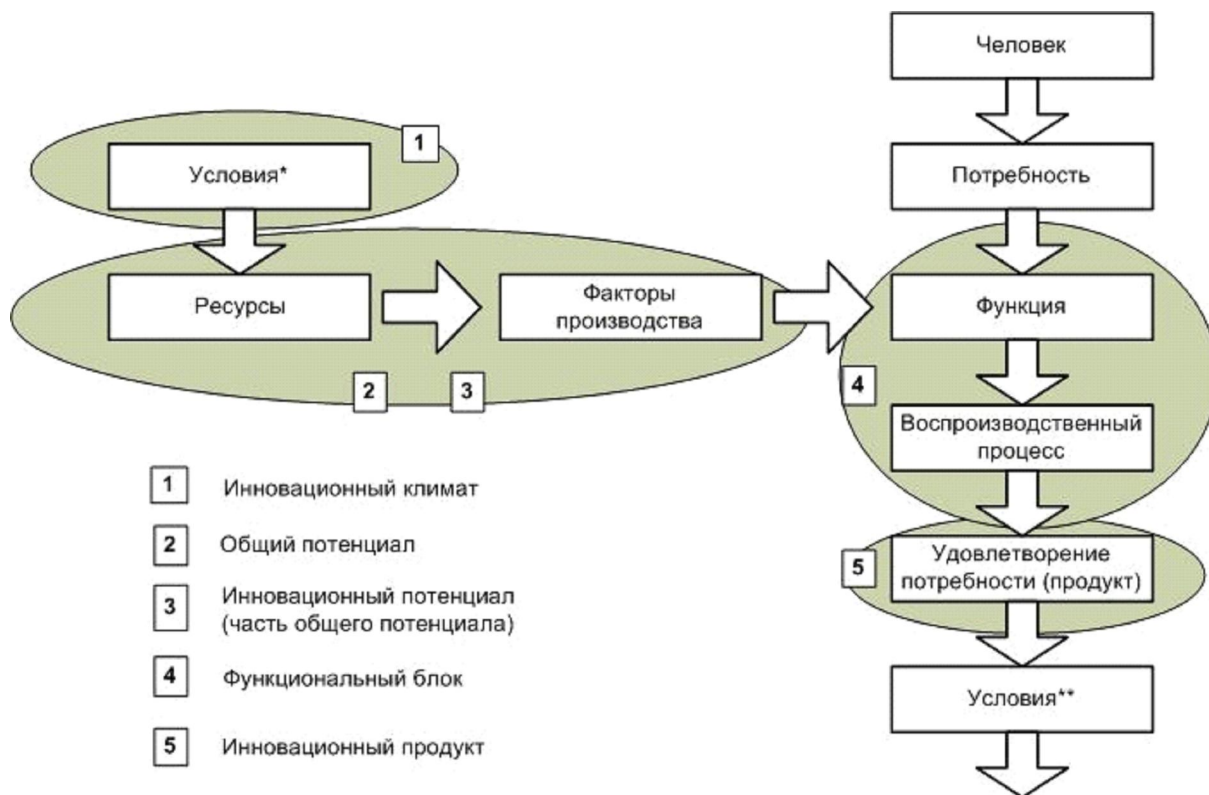 Человек
1
Условия*
Потребность
Ресурсы
Факторы
производства
Функция
2
3
4
Воспроизводственный
процесс
1 Инновационный климат
2 Общий потенциал
3 Инновационный потенциал
(часть общего потенциала)
4 Функциональный блок
5 Инновационный продукт
5
Удовлетворение
потребности (продукт)
Условия**